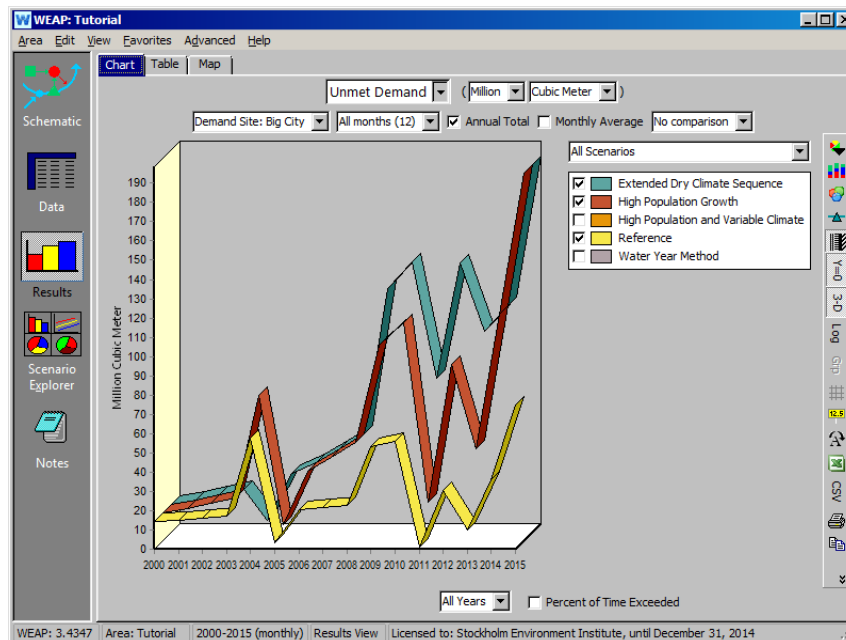 WEAP: Tutorial
Area Edit View Favorites Advanced Help
Chart Table Map
Unmet Demand ( Million Cubic Meter )
Demand Site: Big City All months (12) Annual Total Monthly Average No comparison
All Scenarios
Extended Dry Climate Sequence
High Population Growth
High Population and Variable Climate
Reference
Water Year Method
Schematic
Data
Results
Scenario
Explorer
Notes
Million Cubic Meter
190
180
170
160
150
140
130
120
110
100
90
80
70
60
50
40
30
20
10
0
2000 2001 2002 2003 2004 2005 2006 2007 2008 2009 2010 2011 2012 2013 2014 2015
All Years Percent of Time Exceeded
Y=0
3-D
Log
Grp
12.5
CSV
WEAP: 3.4347 Area: Tutorial 2000-2015 (monthly) Results View Licensed to: Stockholm Environment Institute, until December 31, 2014